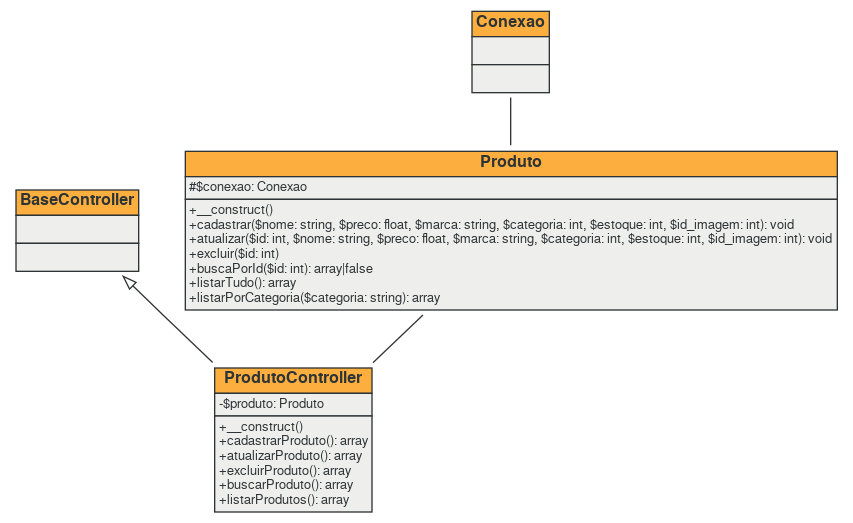 Conexao
Produto
#$conexao: Conexao
+__construct()
+cadastrar($nome: string, $preco: float, $marca: string, $categoria: int, $estoque: int, $id_imagem: int): void
+atualizar($id: int, $nome: string, $preco: float, $marca: string, $categoria: int, $estoque: int, $id_imagem: int): void
+excluir($id: int)
+buscaPorId($id: int): array|false
+listarTudo(): array
+listarPorCategoria($categoria: string): array
BaseController
ProdutoController
-$produto: Produto
+__construct()
+cadastrarProduto(): array
+atualizarProduto(): array
+excluirProduto(): array
+buscarProduto(): array
+listarProdutos(): array